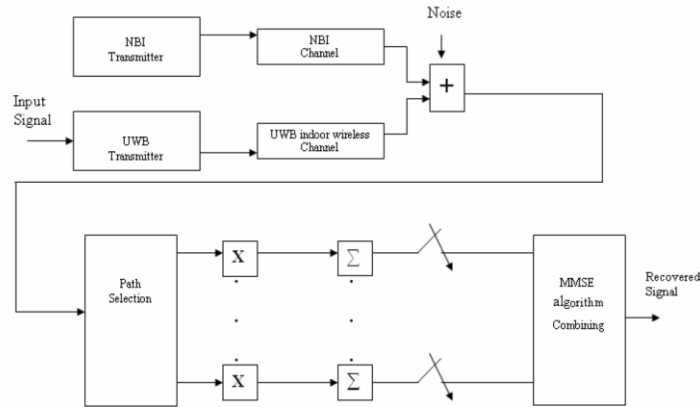 Noise
NBI
Transmitter
NBI
Channel
+
Input
Signal
UWB
Transmitter
UWB indoor wireless
Channel
Path
Selection
X
Σ
MMSE
algorithm
Combining
Recovered
Signal
X
Σ